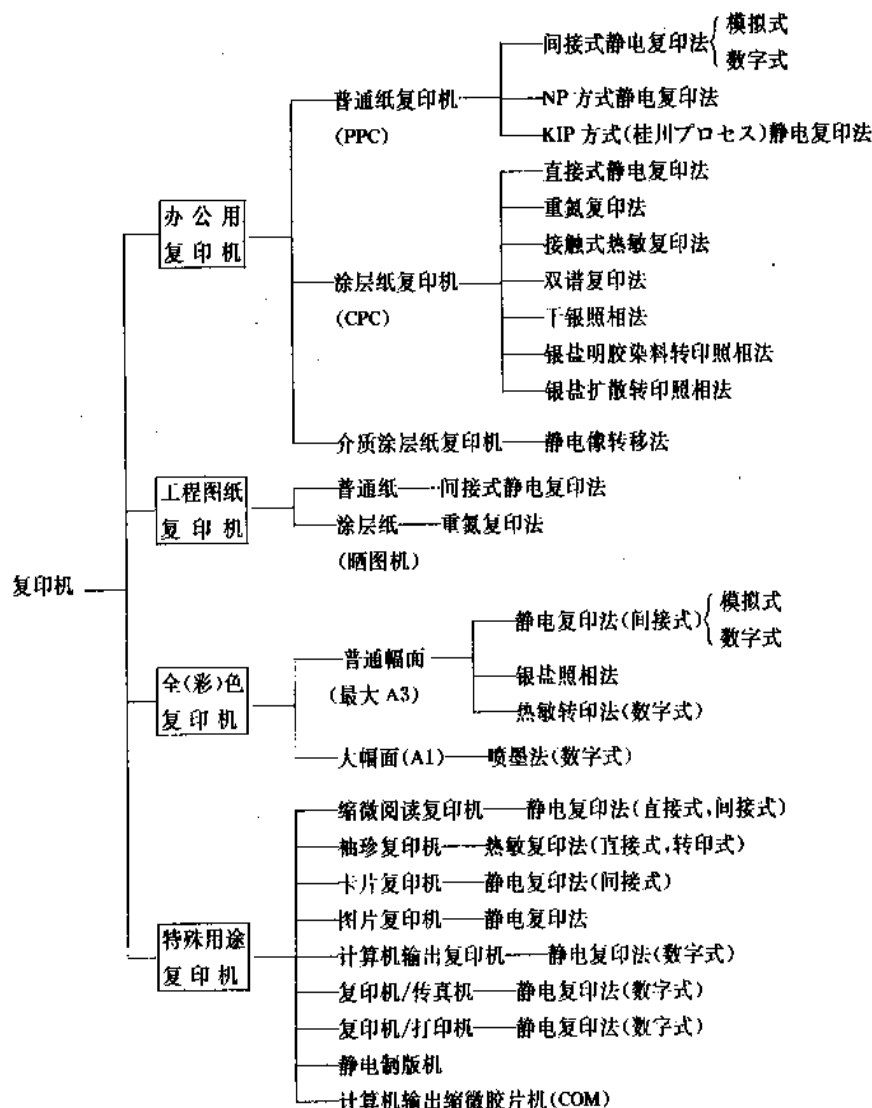 模拟式
间接式静电复印法
数字式
普通纸复印机
NP 方式静电复印法
(PPC)
KIP 方式(桂川プロセス)静电复印法
直接式静电复印法
办公用
复印机
重氮复印法
接触式热敏复印法
涂层纸复印机
双谱复印法
(CPC)
干银照相法
银盐明胶染料转印照相法
银盐扩散转印照相法
介质涂层纸复印机——静电像转移法
工程图纸
复印机
普通纸——间接式静电复印法
涂层纸——重氮复印法
(晒图机)
复印机
模拟式
静电复印法(间接式)
数字式
全(彩)色
复印机
普通幅面
(最大 A3)
银盐照相法
热敏转印法(数字式)
大幅面(A1)——喷墨法(数字式)
缩微阅读复印机——静电复印法(直接式,间接式)
袖珍复印机——热敏复印法(直接式,转印式)
卡片复印机——静电复印法(间接式)
图片复印机——静电复印法
特殊用途
复印机
计算机输出复印机——静电复印法(数字式)
复印机/传真机——静电复印法(数字式)
复印机/打印机——静电复印法(数字式)
静电制版机
计算机输出缩微胶片机(COM)